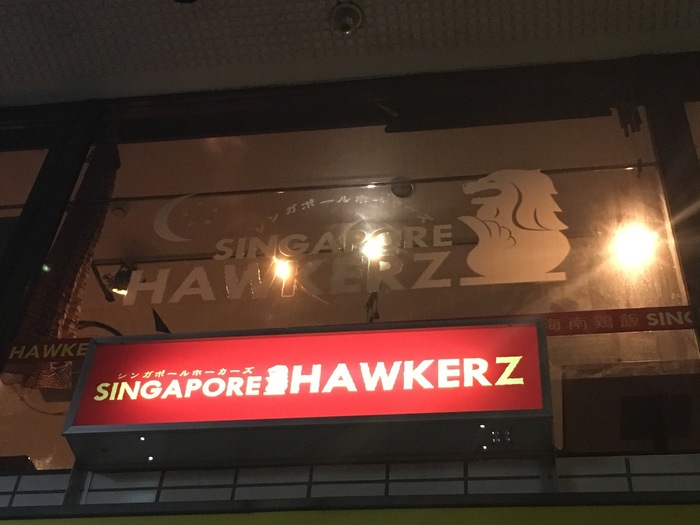 シンガポールホーカーズ
SINGAPORE
HAWKERZ
HAWKE
海南鶏飯 SING
シンガポールホーカーズ
SINGAPORE HAWKERZ